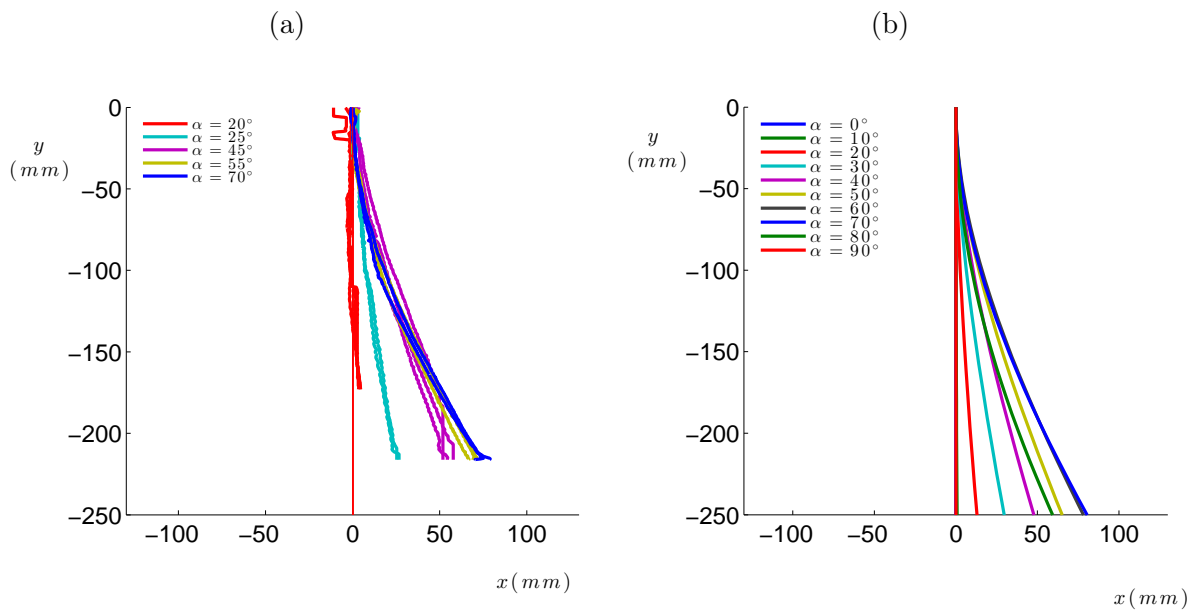 (a)
0
−50
−100
−150
−200
−250
−100
−50
0
50
100
y
(mm)
x(mm)
α = 20°
α = 25°
α = 45°
α = 55°
α = 70°
(b)
0
−50
−100
−150
−200
−250
−100
−50
0
50
100
y
(mm)
x(mm)
α = 0°
α = 10°
α = 20°
α = 30°
α = 40°
α = 50°
α = 60°
α = 70°
α = 80°
α = 90°